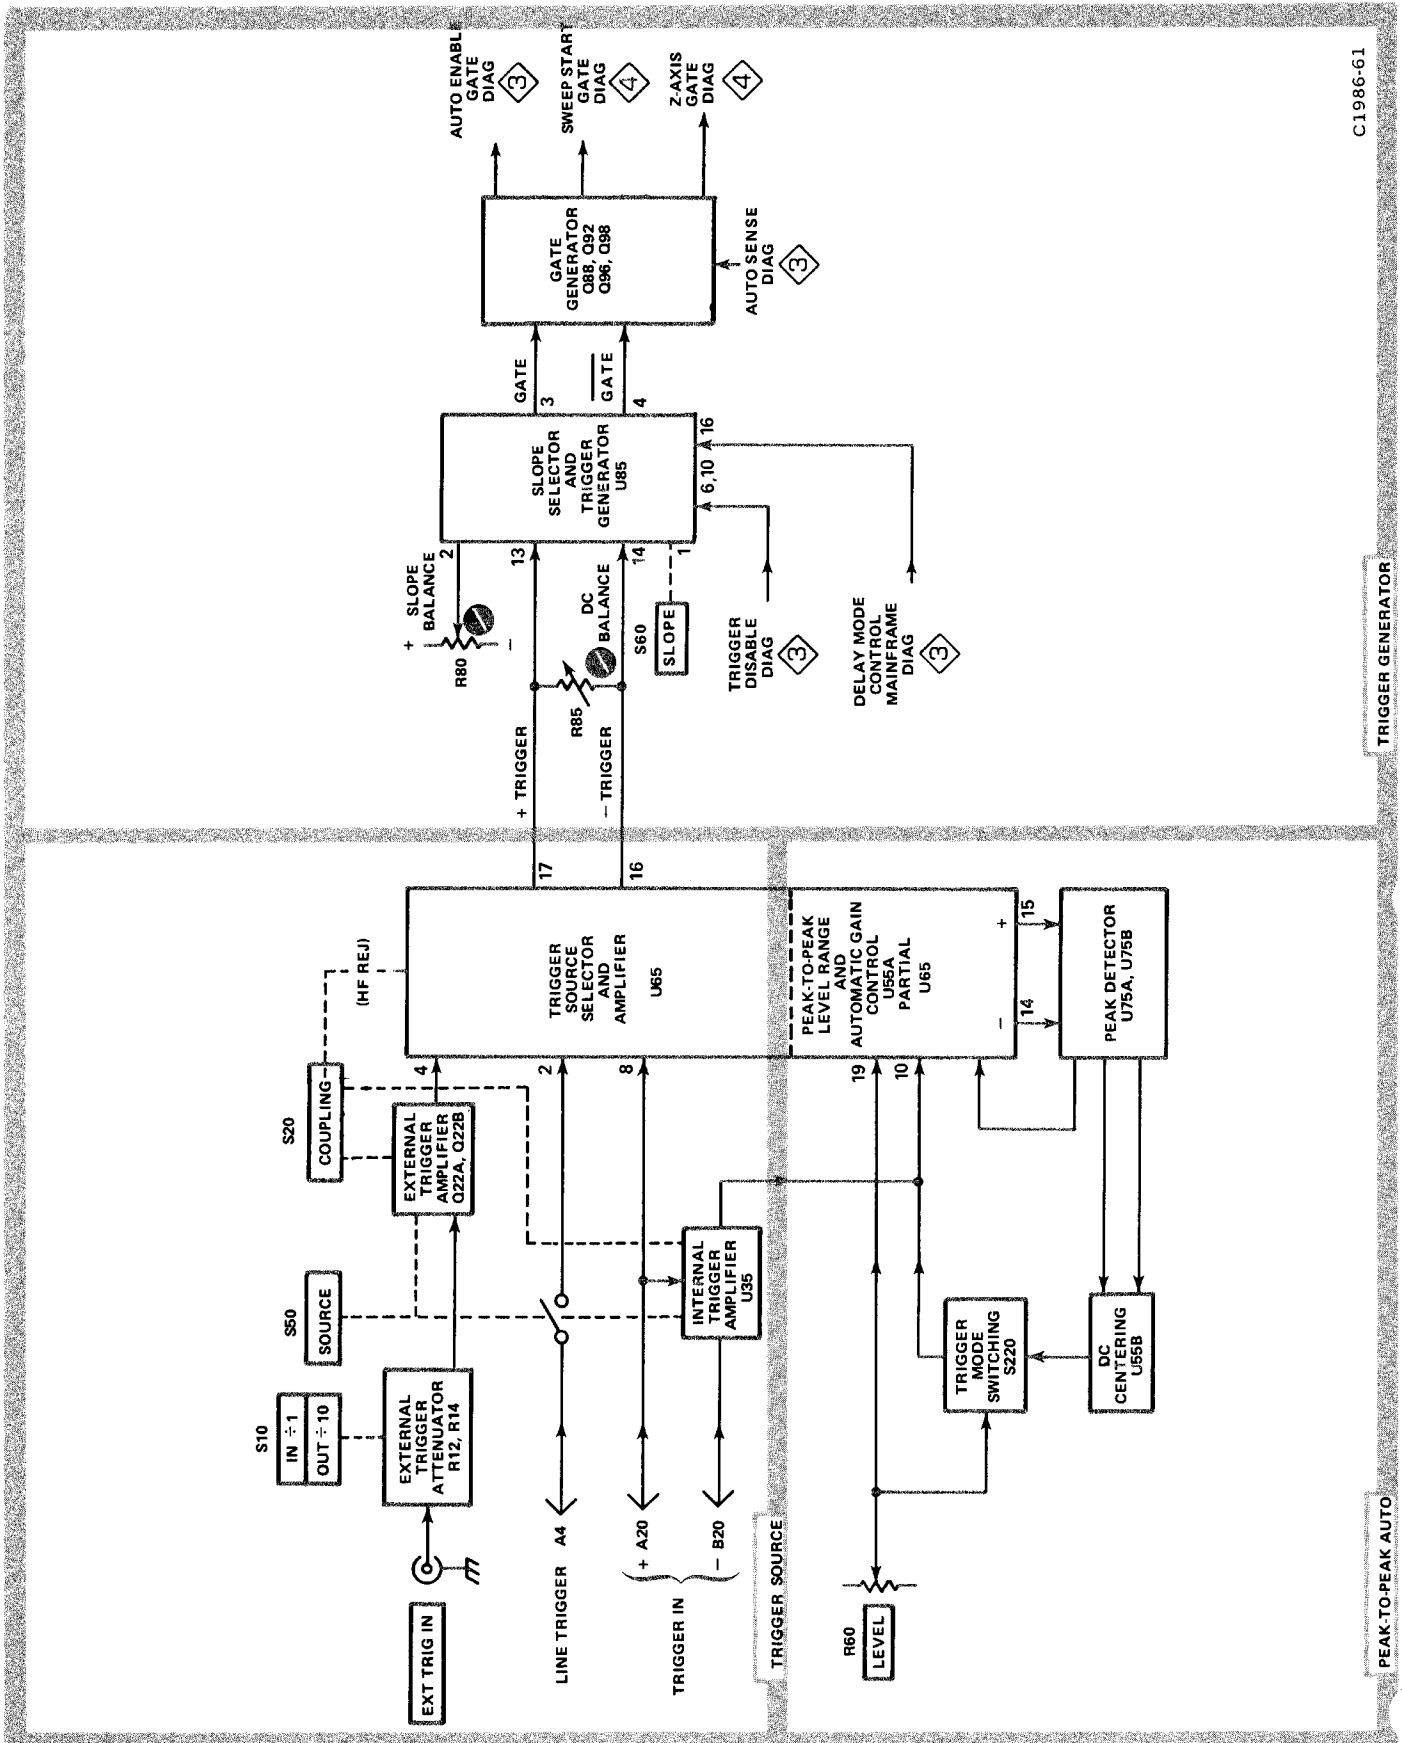 S10
IN ÷ 1
OUT ÷ 10
S50
SOURCE
S20
COUPLING
(HF REJ)
EXT TRIG IN
EXTERNAL
TRIGGER
ATTENUATOR
R12, R14
EXTERNAL
TRIGGER
AMPLIFIER
Q22A, Q22B
4
LINE TRIGGER A4
2
TRIGGER IN
+ A20
− B20
8
INTERNAL
TRIGGER
AMPLIFIER
U35
TRIGGER
SOURCE
SELECTOR
AND
AMPLIFIER
U65
17
16
TRIGGER SOURCE
R60
LEVEL
19
10
TRIGGER
MODE
SWITCHING
S220
DC
CENTERING
U55B
PEAK-TO-PEAK
LEVEL RANGE
AND
AUTOMATIC GAIN
CONTROL
U55A
PARTIAL
U65
−
+
14
15
PEAK DETECTOR
U75A, U75B
PEAK-TO-PEAK AUTO
+ TRIGGER
− TRIGGER
R85
DC
BALANCE
+
SLOPE
BALANCE
R80
−
2
13
14
S60
SLOPE
1
SLOPE
SELECTOR
AND
TRIGGER
GENERATOR
U85
6,10
16
TRIGGER
DISABLE
DIAG
3
DELAY MODE
CONTROL
MAINFRAME
DIAG
3
GATE
3
GATE
4
GATE
GENERATOR
Q88, Q92
Q96, Q98
AUTO SENSE
DIAG
3
AUTO ENABLE
GATE
DIAG
3
SWEEP START
GATE
DIAG
4
Z-AXIS
GATE
DIAG
4
TRIGGER GENERATOR
C1986-61